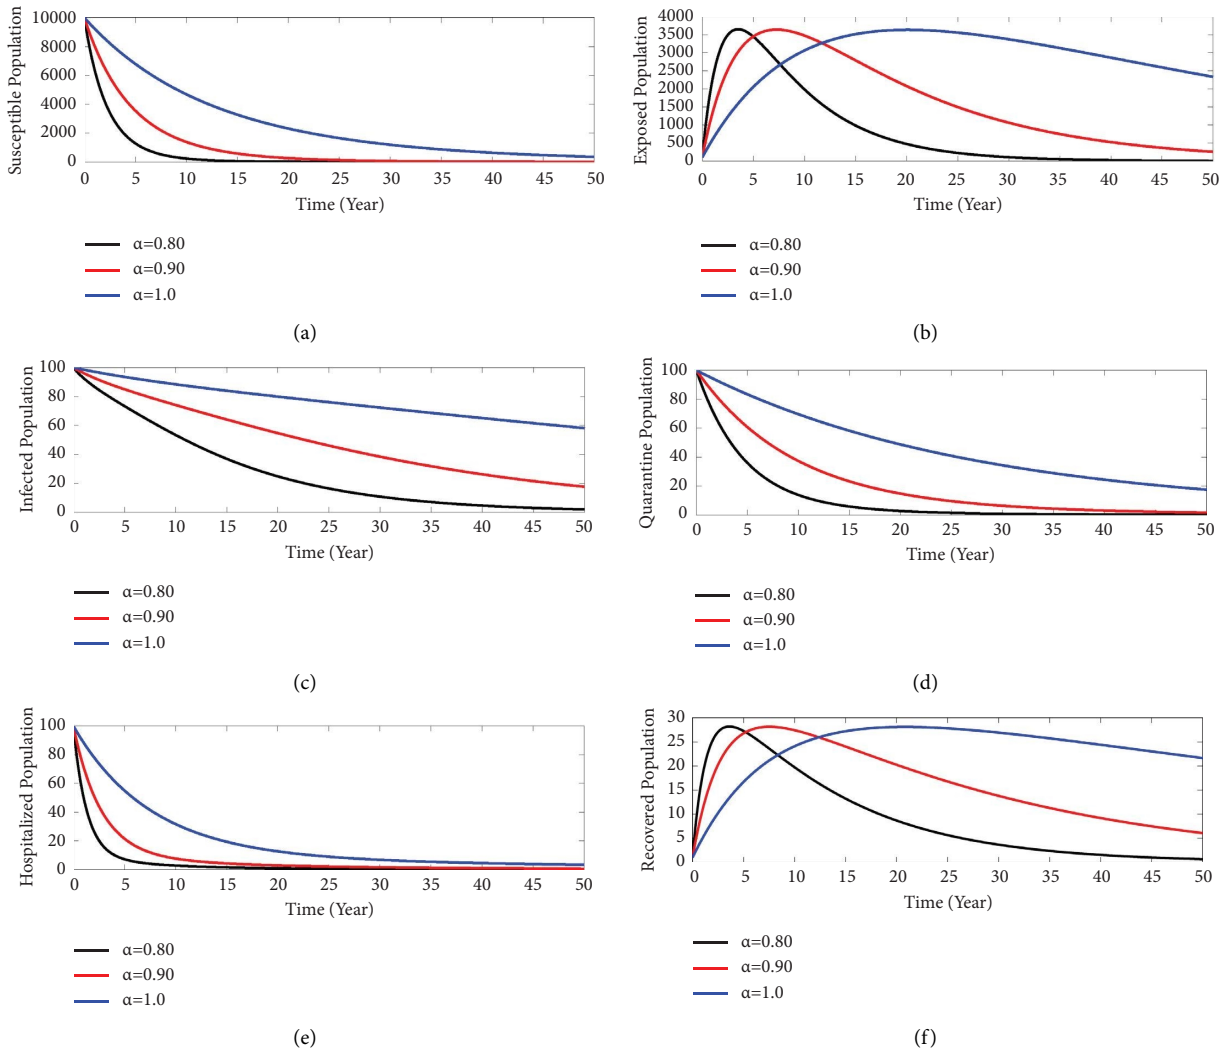 Susceptible Population
10000
8000
6000
4000
2000
0
0 5 10 15 20 25 30 35 40 45 50
Time (Year)
α=0.80
α=0.90
α=1.0
(a)
Exposed Population
4000
3500
3000
2500
2000
1500
1000
500
0
0 5 10 15 20 25 30 35 40 45 50
Time (Year)
α=0.80
α=0.90
α=1.0
(b)
Infected Population
100
80
60
40
20
0
0 5 10 15 20 25 30 35 40 45 50
Time (Year)
α=0.80
α=0.90
α=1.0
(c)
Quarantine Population
100
80
60
40
20
0
0 5 10 15 20 25 30 35 40 45 50
Time (Year)
α=0.80
α=0.90
α=1.0
(d)
Hospitalized Population
100
80
60
40
20
0
0 5 10 15 20 25 30 35 40 45 50
Time (Year)
α=0.80
α=0.90
α=1.0
(e)
Recovered Population
30
25
20
15
10
5
0
0 5 10 15 20 25 30 35 40 45 50
Time (Year)
α=0.80
α=0.90
α=1.0
(f)